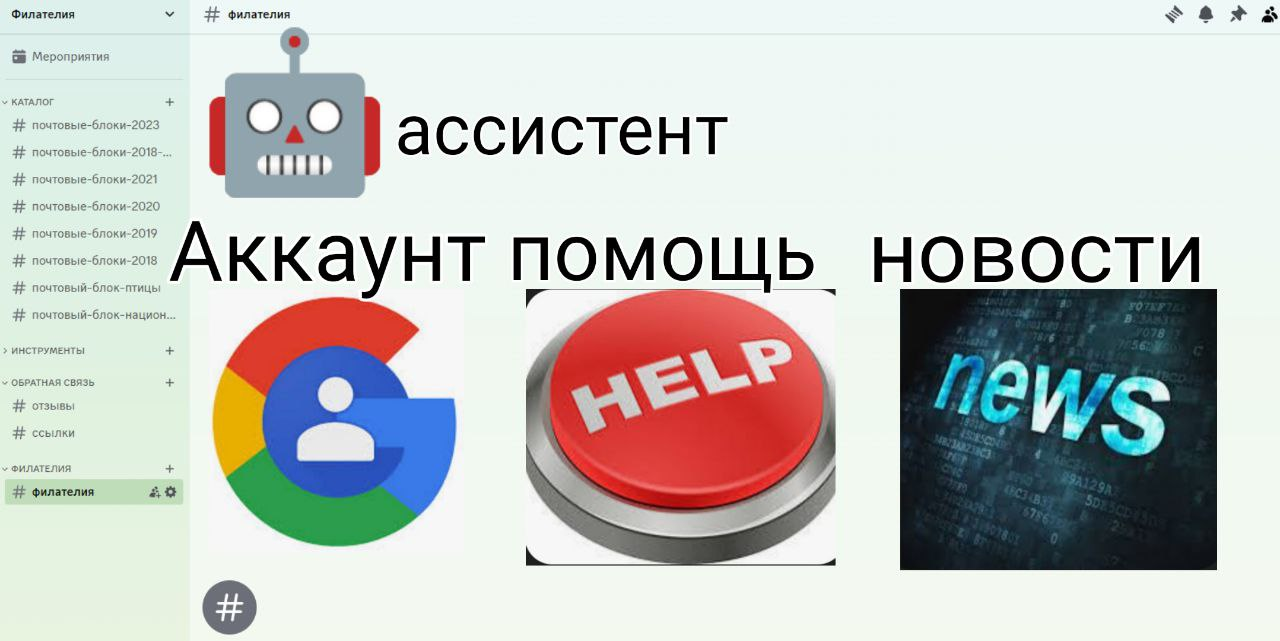 Филателия
# филателия
Мероприятия
КАТАЛОГ
# почтовые-блоки-2023
# почтовые-блоки-2018-...
# почтовые-блоки-2021
# почтовые-блоки-2020
# почтовые-блоки-2019
# почтовые-блоки-2018
# почтовый-блок-птицы
# почтовый-блок-национ...
ИНСТРУМЕНТЫ
ОБРАТНАЯ СВЯЗЬ
# отзывы
# ссылки
ФИЛАТЕЛИЯ
# филателия
ассистент
Аккаунт помощь новости
HELP
news
#